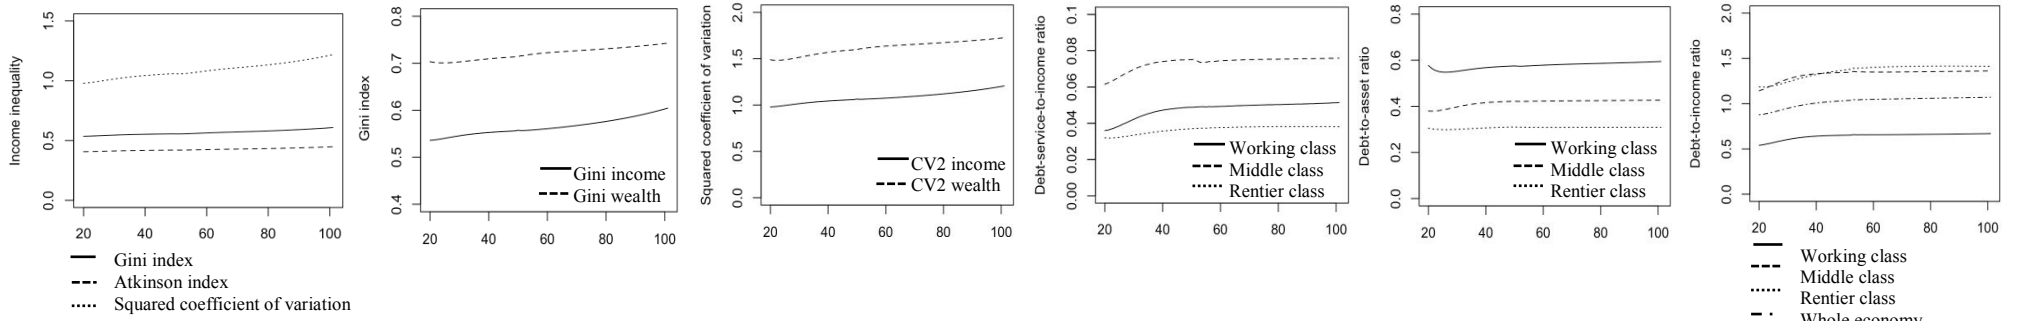 Income inequality
1.5
1.0
0.5
0.0
20 40 60 80 100
Gini index
Atkinson index
Squared coefficient of variation
Gini index
0.8
0.7
0.6
0.5
0.4
Gini income
Gini wealth
20 40 60 80 100
Squared coefficient of variation
2.0
1.5
1.0
0.5
0.0
CV2 income
CV2 wealth
20 40 60 80 100
Debt-service-to-income ratio
0.1
0.08
0.06
0.04
0.02
0.00
Working class
Middle class
Rentier class
20 40 60 80 100
Debt-to-asset ratio
0.8
0.6
0.4
0.2
0.0
Working class
Middle class
Rentier class
20 40 60 80 100
Debt-to-income ratio
2.0
1.5
1.0
0.5
0.0
20 40 60 80 100
Working class
Middle class
Rentier class
Whole economy